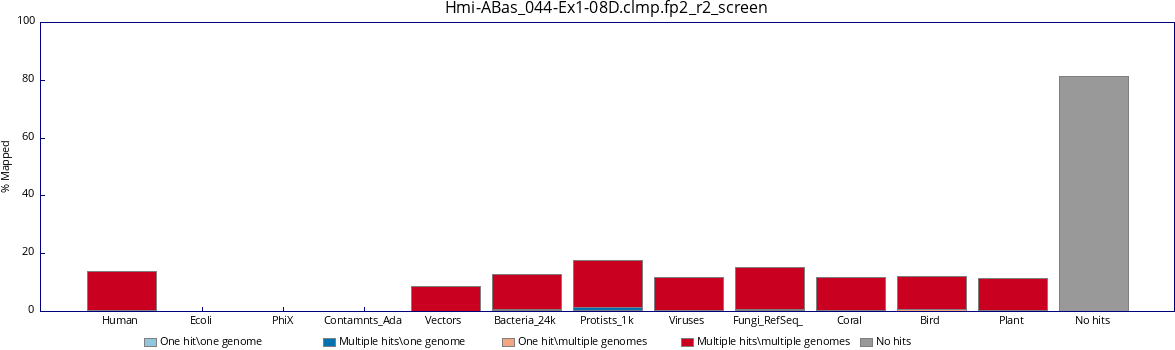 Hmi-ABas_044-Ex1-08D.clmp.fp2_r2_screen
100
80
60
40
20
0
% Mapped
Human Ecoli PhiX Contamnts_Ada Vectors Bacteria_24k Protists_1k Viruses Fungi_RefSeq_ Coral Bird Plant No hits
One hit\one genome Multiple hits\one genome One hit\multiple genomes Multiple hits\multiple genomes No hits